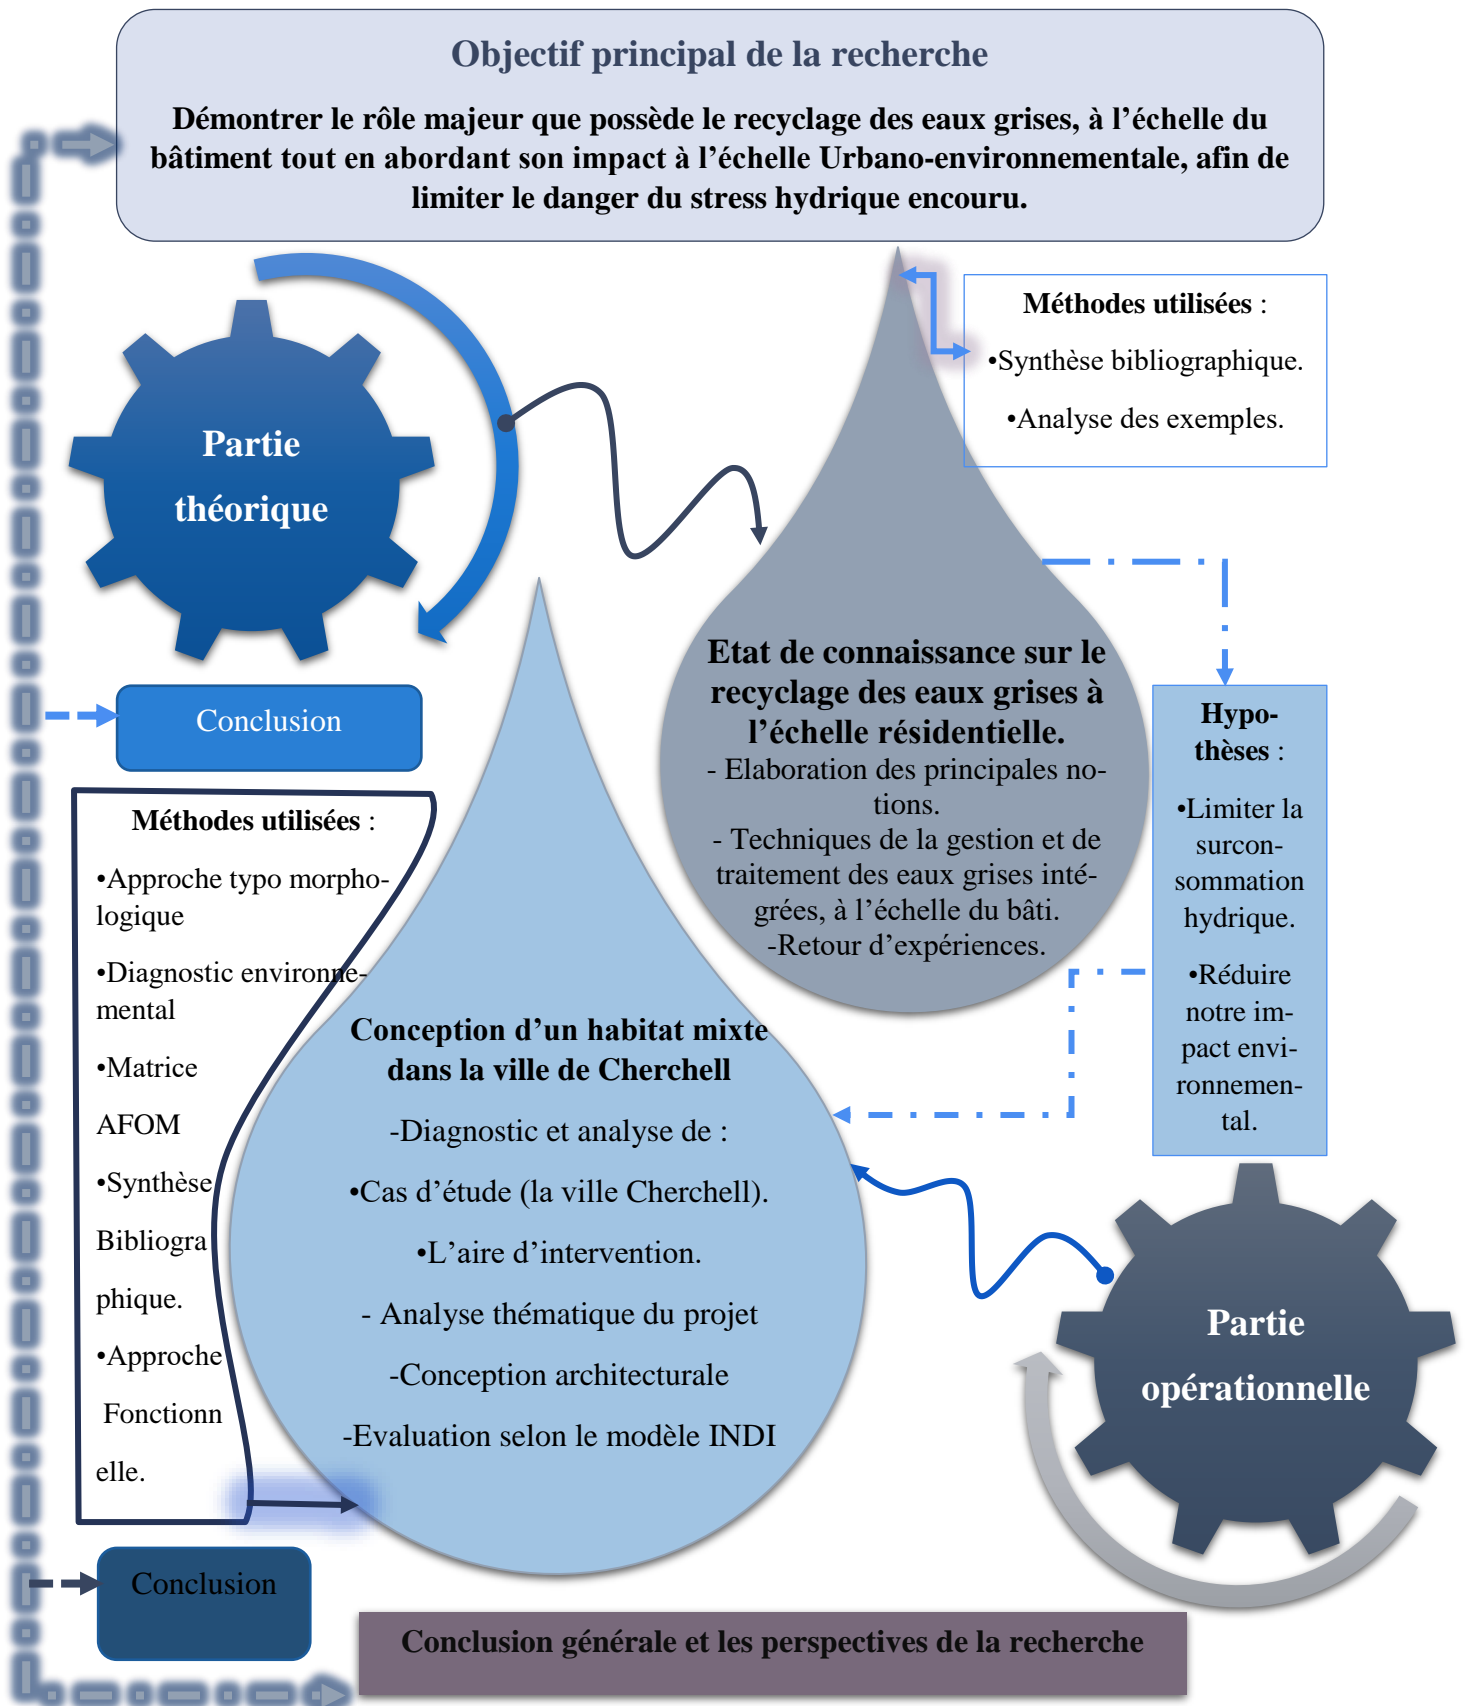 Objectif principal de la recherche
Démontrer le rôle majeur que possède le recyclage des eaux grises, à l’échelle du
bâtiment tout en abordant son impact à l’échelle Urbano-environnementale, afin de
limiter le danger du stress hydrique encouru.
Méthodes utilisées :
•Synthèse bibliographique.
•Analyse des exemples.
Partie
théorique
Etat de connaissance sur le
recyclage des eaux grises à
l’échelle résidentielle.
- Elaboration des principales no-
tions.
- Techniques de la gestion et de
traitement des eaux grises inté-
grées, à l’échelle du bâti.
-Retour d’expériences.
Conclusion
Hypo-
thèses :
•Limiter la
surcon-
sommation
hydrique.
•Réduire
notre im-
pact envi-
ronnemen-
tal.
Méthodes utilisées :
•Approche typo morpho-
logique
•Diagnostic environne-
mental
•Matrice
AFOM
•Synthèse
Bibliogra
phique.
•Approche
Fonctionn
elle.
Conception d’un habitat mixte
dans la ville de Cherchell
-Diagnostic et analyse de :
•Cas d’étude (la ville Cherchell).
•L’aire d’intervention.
- Analyse thématique du projet
-Conception architecturale
-Evaluation selon le modèle INDI
Partie
opérationnelle
Conclusion
Conclusion générale et les perspectives de la recherche